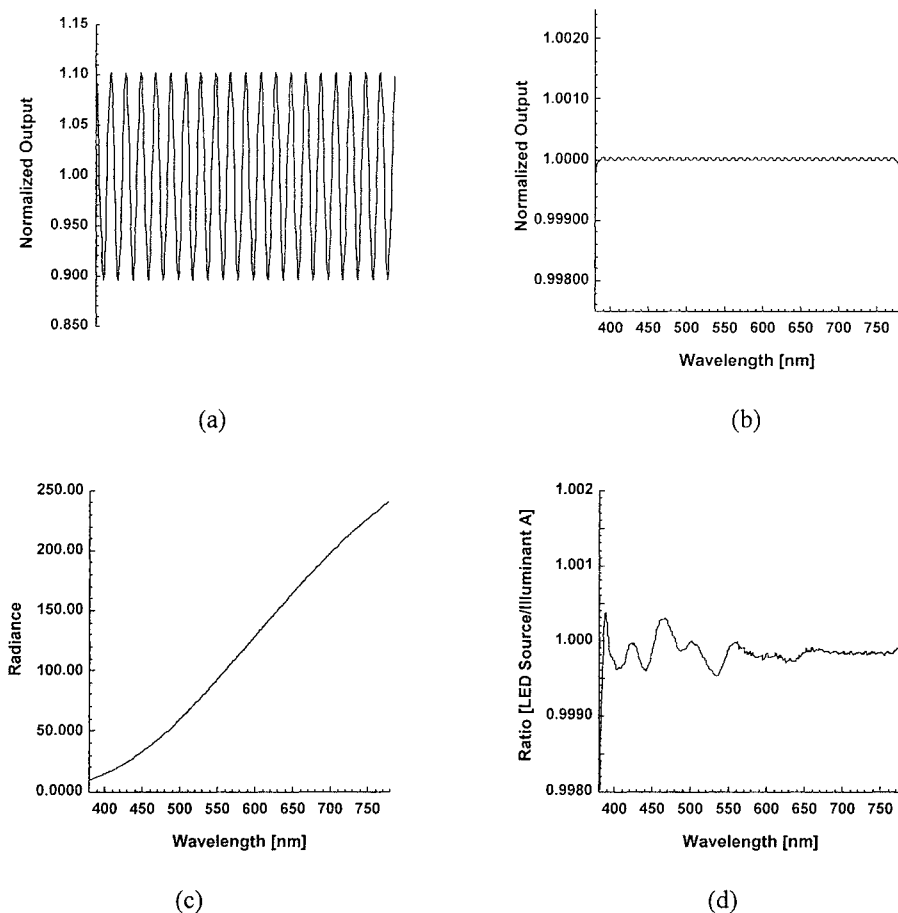 1.15
1.10
1.05
1.00
0.950
0.900
0.850
Normalized Output
(a)
1.0020
1.0010
1.0000
0.99900
0.99800
Normalized Output
400 450 500 550 600 650 700 750
Wavelength [nm]
(b)
250.00
200.00
150.00
100.00
50.000
0.0000
Radiance
400 450 500 550 600 650 700 750
Wavelength [nm]
(c)
1.002
1.001
1.000
0.9990
0.9980
Ratio [LED Source/Illuminant A]
400 450 500 550 600 650 700 750
Wavelength [nm]
(d)